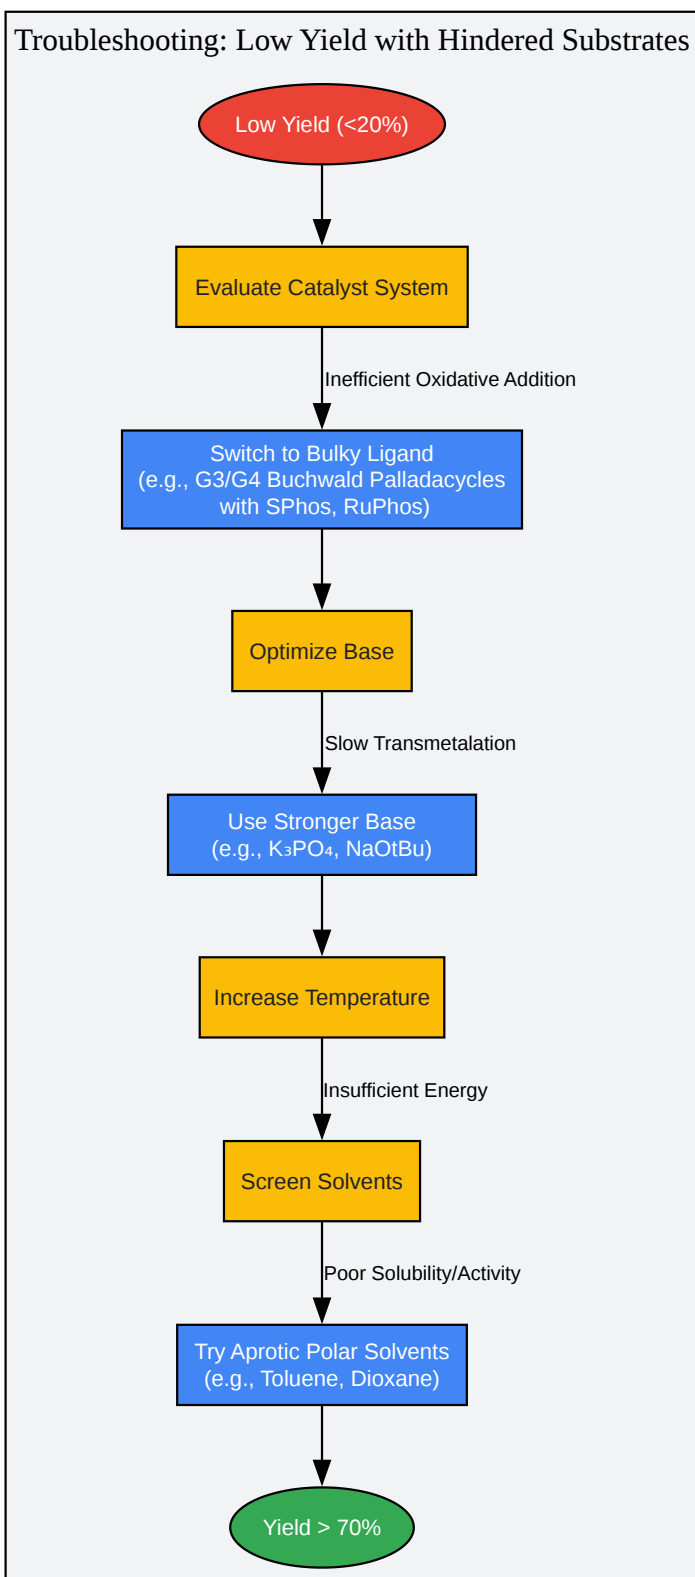 Troubleshooting: Low Yield with Hindered Substrates
Low Yield (<20%)
Evaluate Catalyst System
Inefficient Oxidative Addition
Switch to Bulky Ligand
(e.g., G3/G4 Buchwald Palladacycles
with SPhos, RuPhos)
Optimize Base
Slow Transmetalation
Use Stronger Base
(e.g., K₃PO₄, NaOtBu)
Increase Temperature
Insufficient Energy
Screen Solvents
Poor Solubility/Activity
Try Aprotic Polar Solvents
(e.g., Toluene, Dioxane)
Yield > 70%